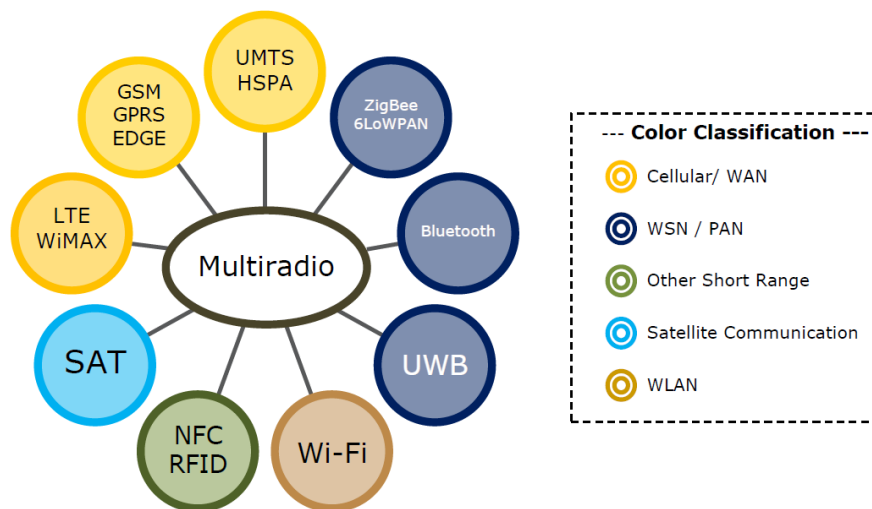 UMTS
HSPA
GSM
GPRS
EDGE
ZigBee
6LoWPAN
LTE
WiMAX
Bluetooth
Multiradio
SAT
UWB
NFC
RFID
Wi-Fi
--- Color Classification ---
Cellular/ WAN
WSN / PAN
Other Short Range
Satellite Communication
WLAN